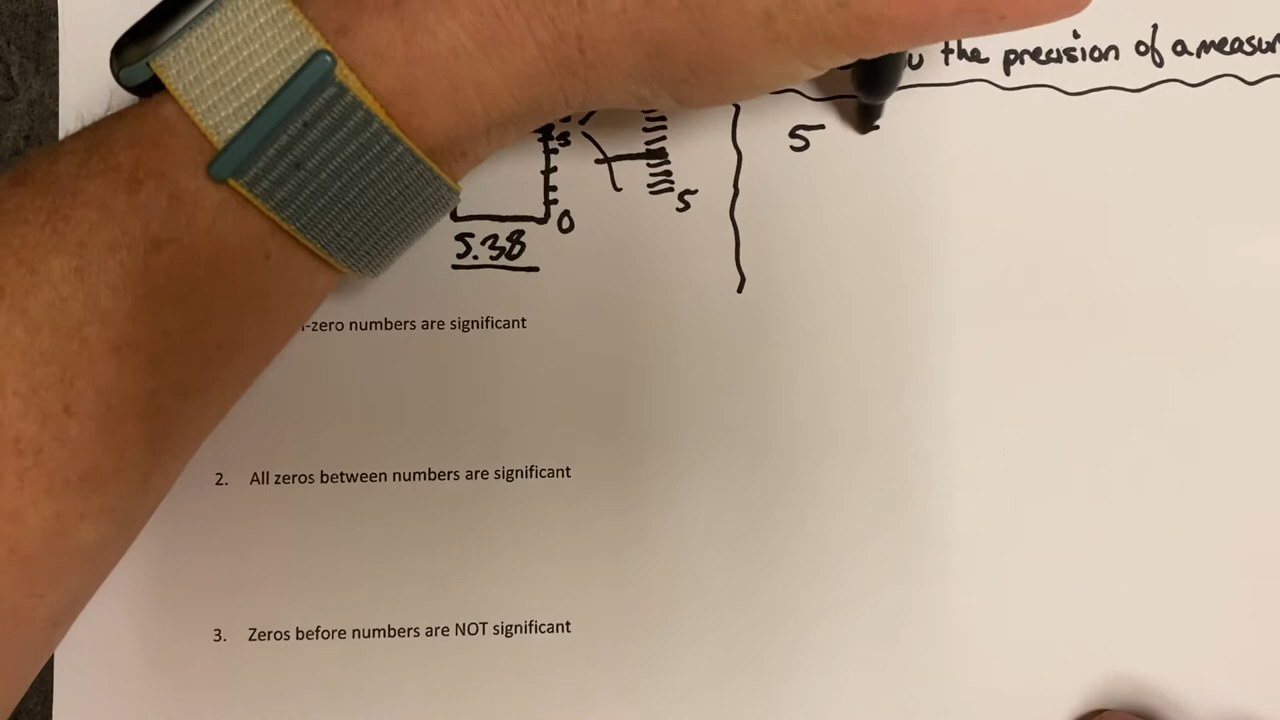 the precision of a measur
5
5
5
0
5.38
-zero numbers are significant
2. All zeros between numbers are significant
3. Zeros before numbers are NOT significant